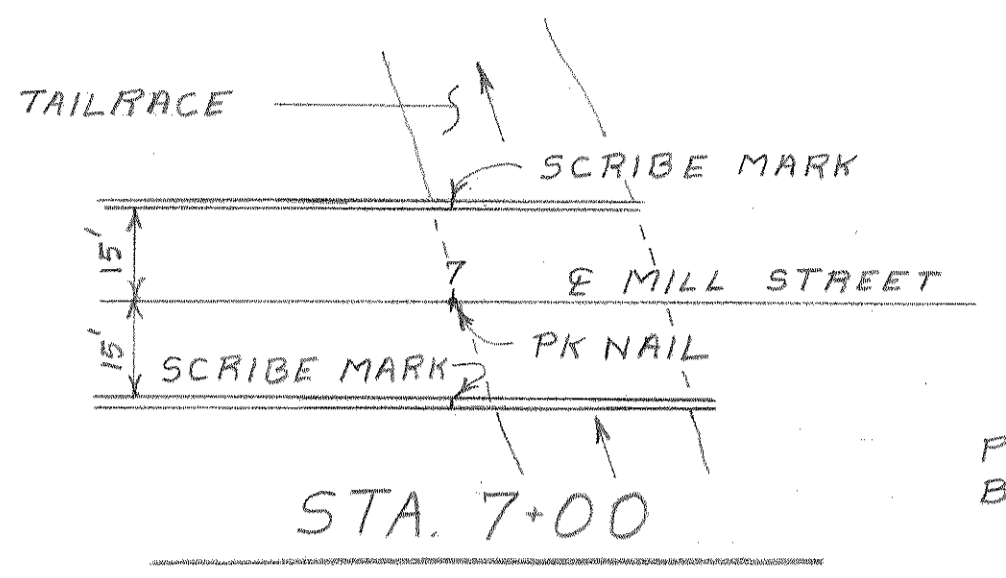 TAILRACE
SCRIBE MARK
15'
7
℄ MILL STREET
15'
PK NAIL
SCRIBE MARK
STA. 7+00